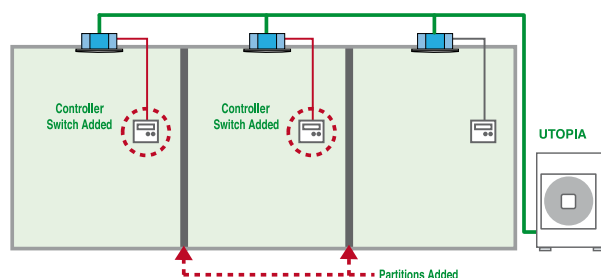 Controller
Switch Added
Controller
Switch Added
UTOPIA
Partitions Added